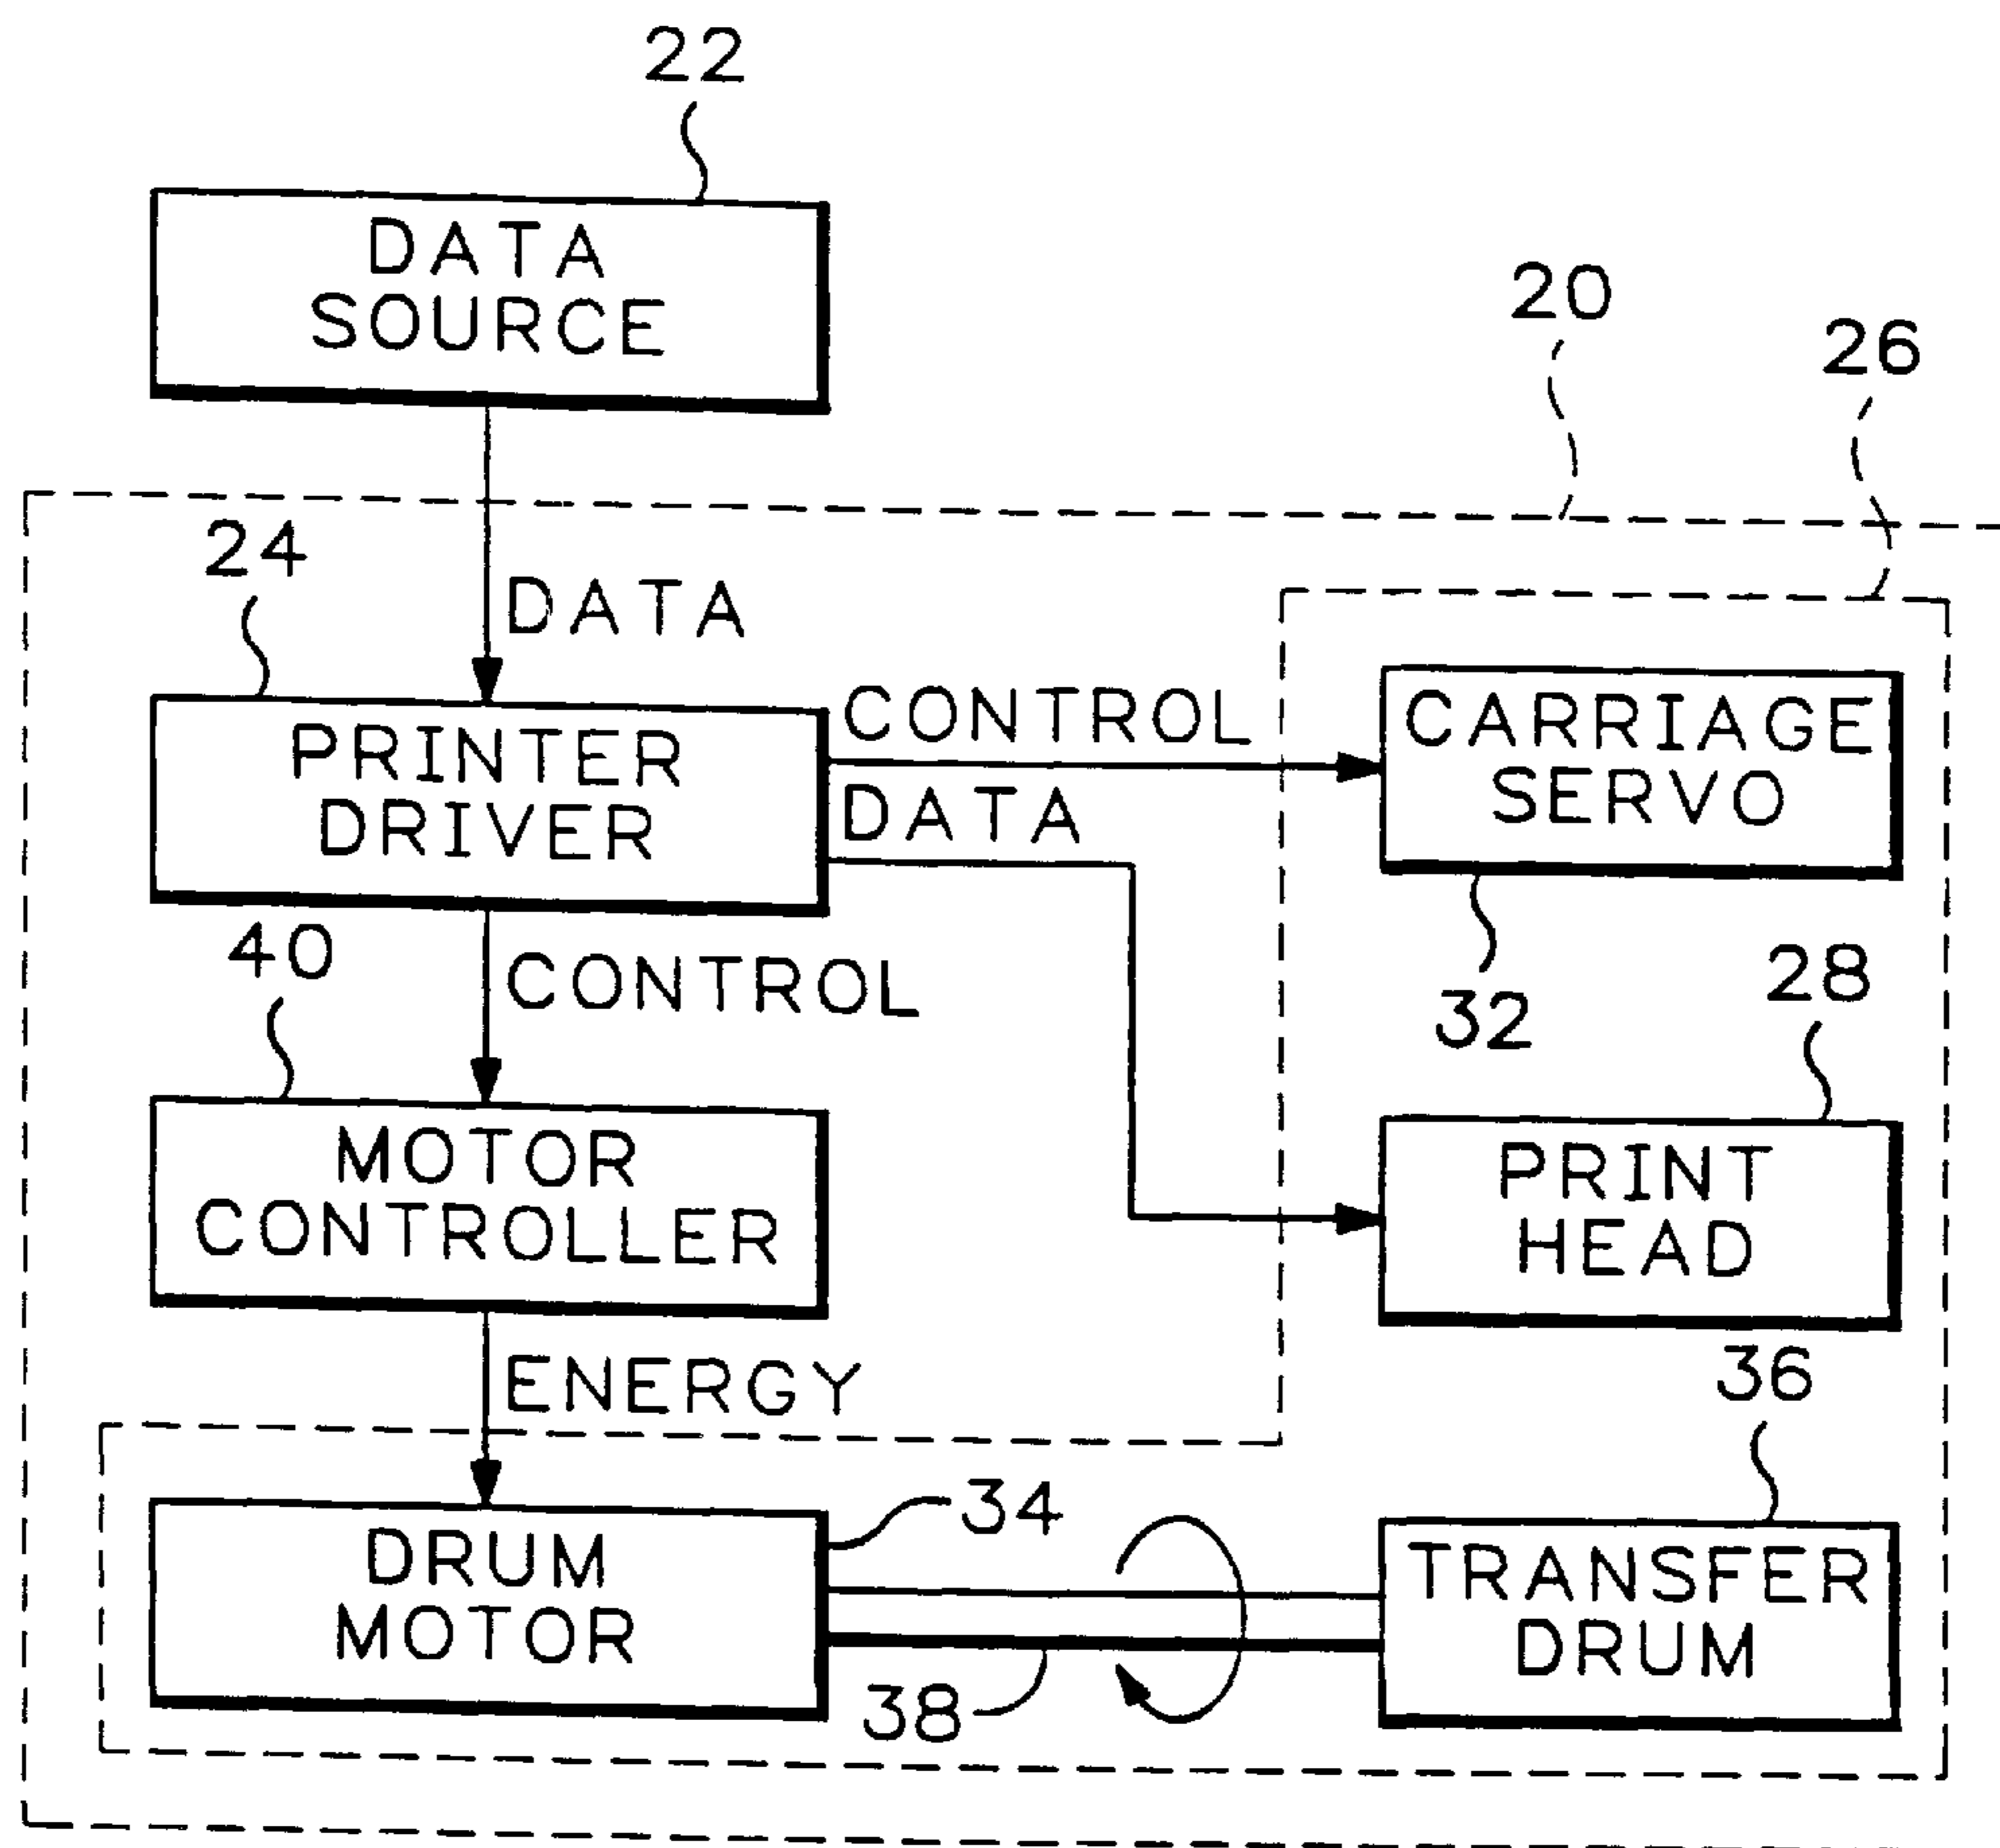 22
DATA
SOURCE
20
26
24
DATA
PRINTER
DRIVER
CONTROL
DATA
CARRIAGE
SERVO
32
40
CONTROL
28
MOTOR
CONTROLLER
PRINT
HEAD
ENERGY
36
DRUM
MOTOR
34
38
TRANSFER
DRUM